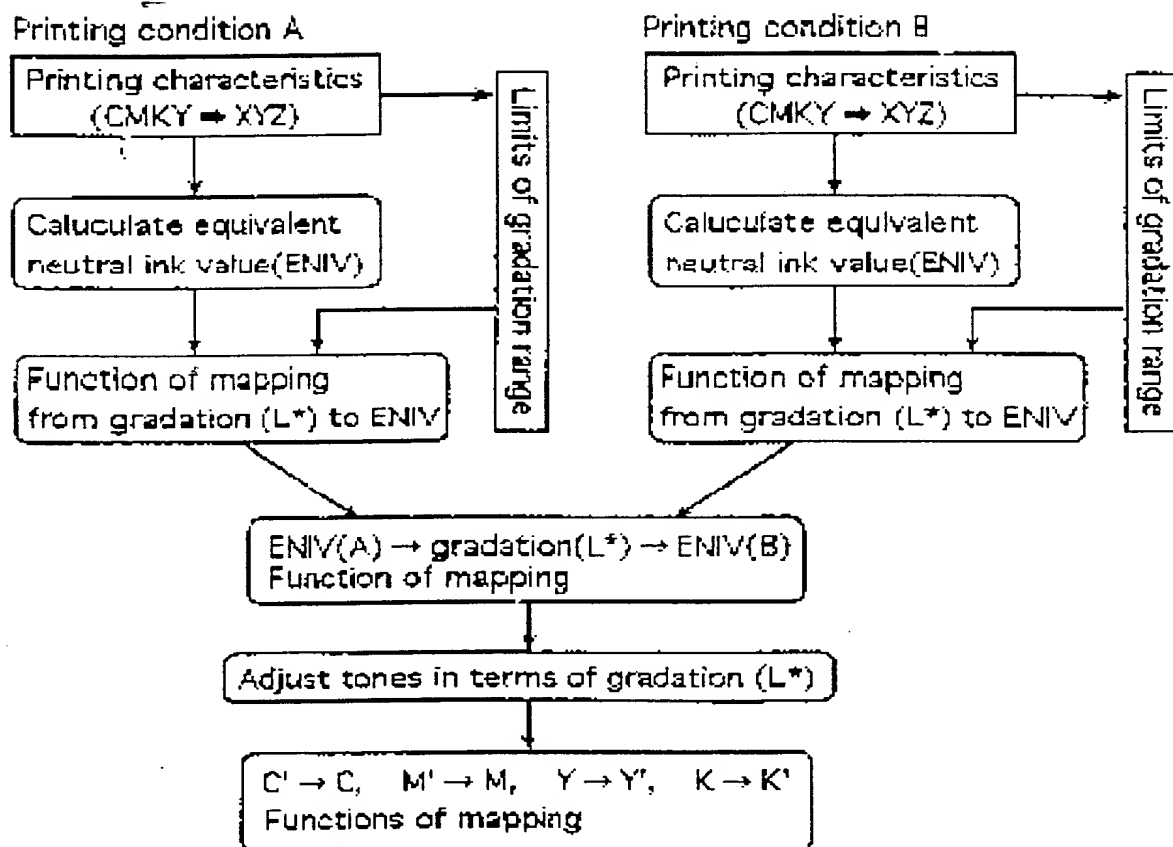 Printing condition A
Printing characteristics
(CMKY → XYZ)
Limits of gradation range
Caluculate equivalent
neutral ink value(ENIV)
Function of mapping
from gradation (L*) to ENIV
Printing condition B
Printing characteristics
(CMKY → XYZ)
Limits of gradation range
Caluculate equivalent
neutral ink value(ENIV)
Function of mapping
from gradation (L*) to ENIV
ENIV(A) → gradation(L*) → ENIV(B)
Function of mapping
Adjust tones in terms of gradation (L*)
C' → C, M' → M, Y → Y', K → K'
Functions of mapping